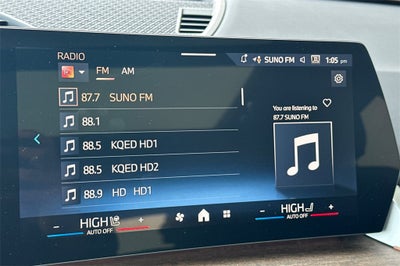 RADIO
SUNO FM 1:05 pm
FM AM
87.7 SUNO FM
88.1
88.5 KQED HD1
88.5 KQED HD2
88.9 HD HD1
You are listening to
87.7 SUNO FM
- HIGH +
AUTO OFF
- HIGH +
AUTO OFF